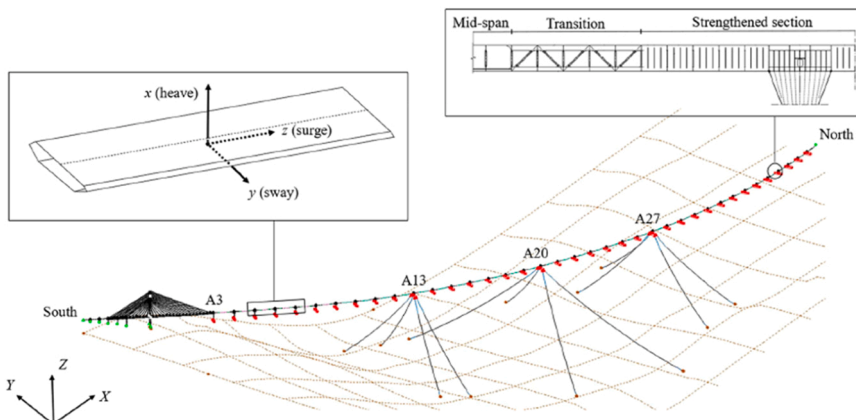 Mid-span
Transition
Strengthened section
x (heave)
z (surge)
y (sway)
North
A27
A20
A13
A3
South
Z
Y
X